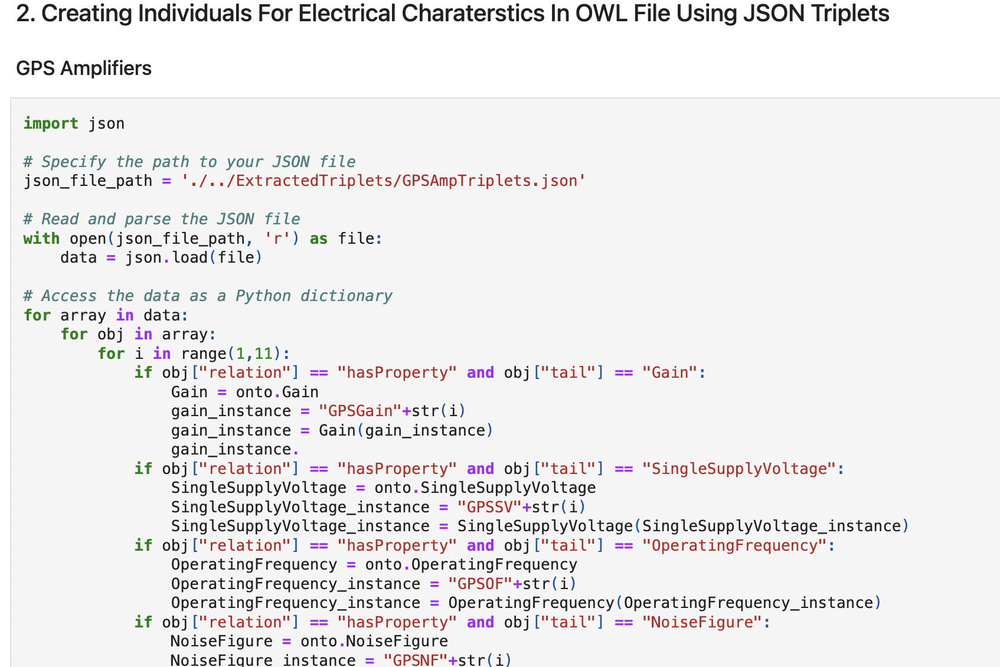 2. Creating Individuals For Electrical Charaterstics In OWL File Using JSON Triplets
GPS Amplifiers
import json
# Specify the path to your JSON file
json_file_path = './../ExtractedTriplets/GPSAmpTriplets.json'
# Read and parse the JSON file
with open(json_file_path, 'r') as file:
    data = json.load(file)
# Access the data as a Python dictionary
for array in data:
    for obj in array:
        for i in range(1,11):
            if obj["relation"] == "hasProperty" and obj["tail"] == "Gain":
                Gain = onto.Gain
                gain_instance = "GPSGain"+str(i)
                gain_instance = Gain(gain_instance)
                gain_instance.
            if obj["relation"] == "hasProperty" and obj["tail"] == "SingleSupplyVoltage":
                SingleSupplyVoltage = onto.SingleSupplyVoltage
                SingleSupplyVoltage_instance = "GPSSV"+str(i)
                SingleSupplyVoltage_instance = SingleSupplyVoltage(SingleSupplyVoltage_instance)
            if obj["relation"] == "hasProperty" and obj["tail"] == "OperatingFrequency":
                OperatingFrequency = onto.OperatingFrequency
                OperatingFrequency_instance = "GPSOF"+str(i)
                OperatingFrequency_instance = OperatingFrequency(OperatingFrequency_instance)
            if obj["relation"] == "hasProperty" and obj["tail"] == "NoiseFigure":
                NoiseFigure = onto.NoiseFigure
                NoiseFigure_instance = "GPSNF"+str(i)